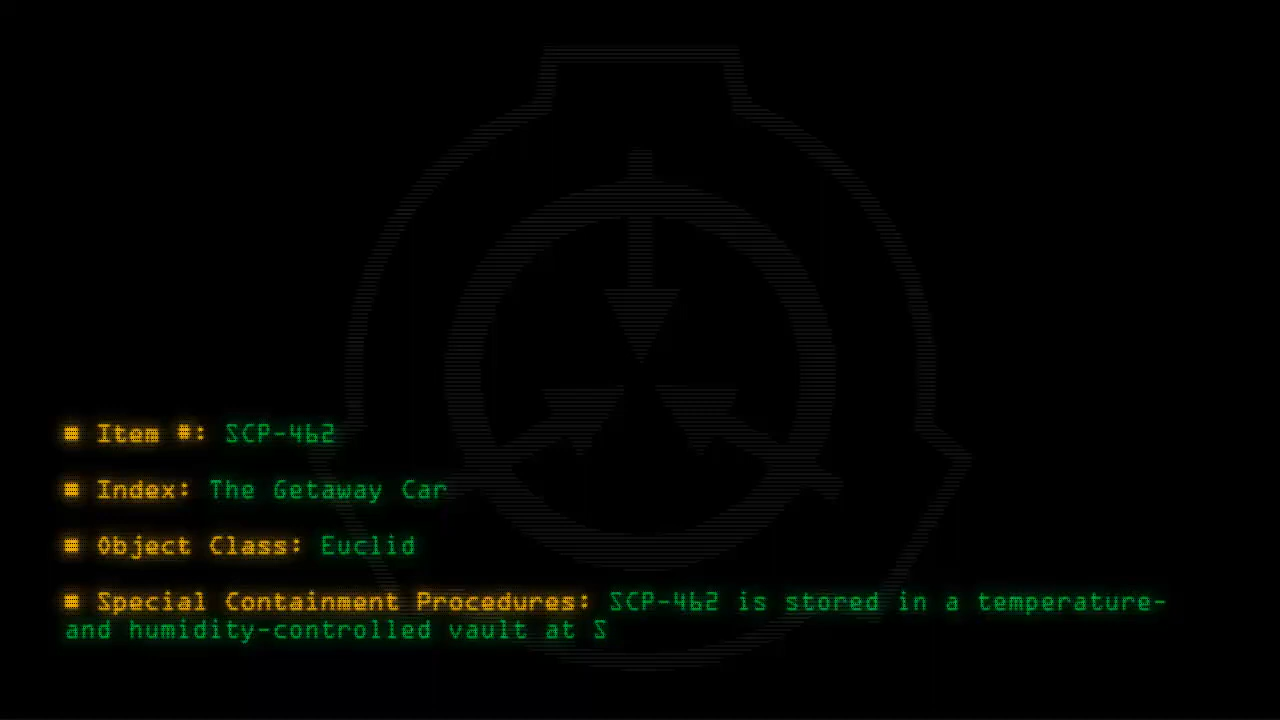 ■ Item #: SCP-462
■ Index: The Getaway Car
■ Object Class: Euclid
■ Special Containment Procedures: SCP-462 is stored in a temperature-
and humidity-controlled vault at S